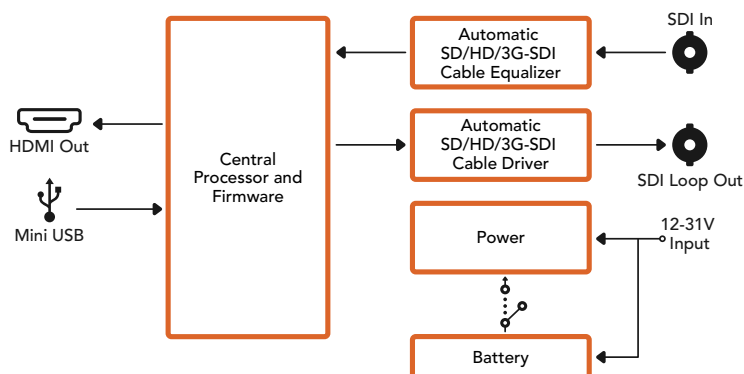 SDI In
Automatic
SD/HD/3G-SDI
Cable Equalizer
HDMI Out
Automatic
SD/HD/3G-SDI
Cable Driver
SDI Loop Out
Central
Processor and
Firmware
Mini USB
Power
12-31V
Input
Battery